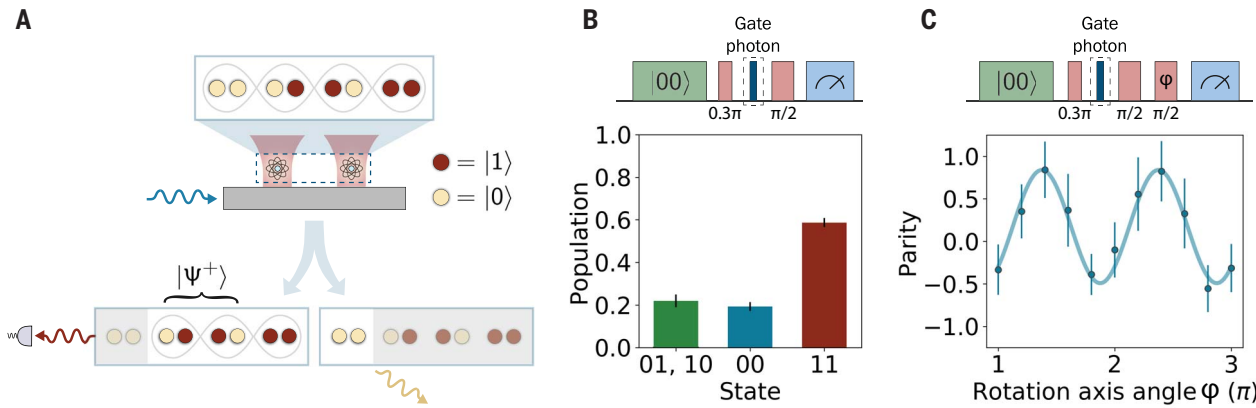 A
= |1⟩
= |0⟩
|Ψ⁺⟩
B
Gate
photon
|00⟩
0.3π π/2
1.0
0.8
0.6
0.4
0.2
0.0
Population
01, 10 00 11
State
C
Gate
photon
|00⟩ φ
0.3π π/2 π/2
1.0
0.5
0.0
−0.5
−1.0
Parity
1 2 3
Rotation axis angle φ (π)